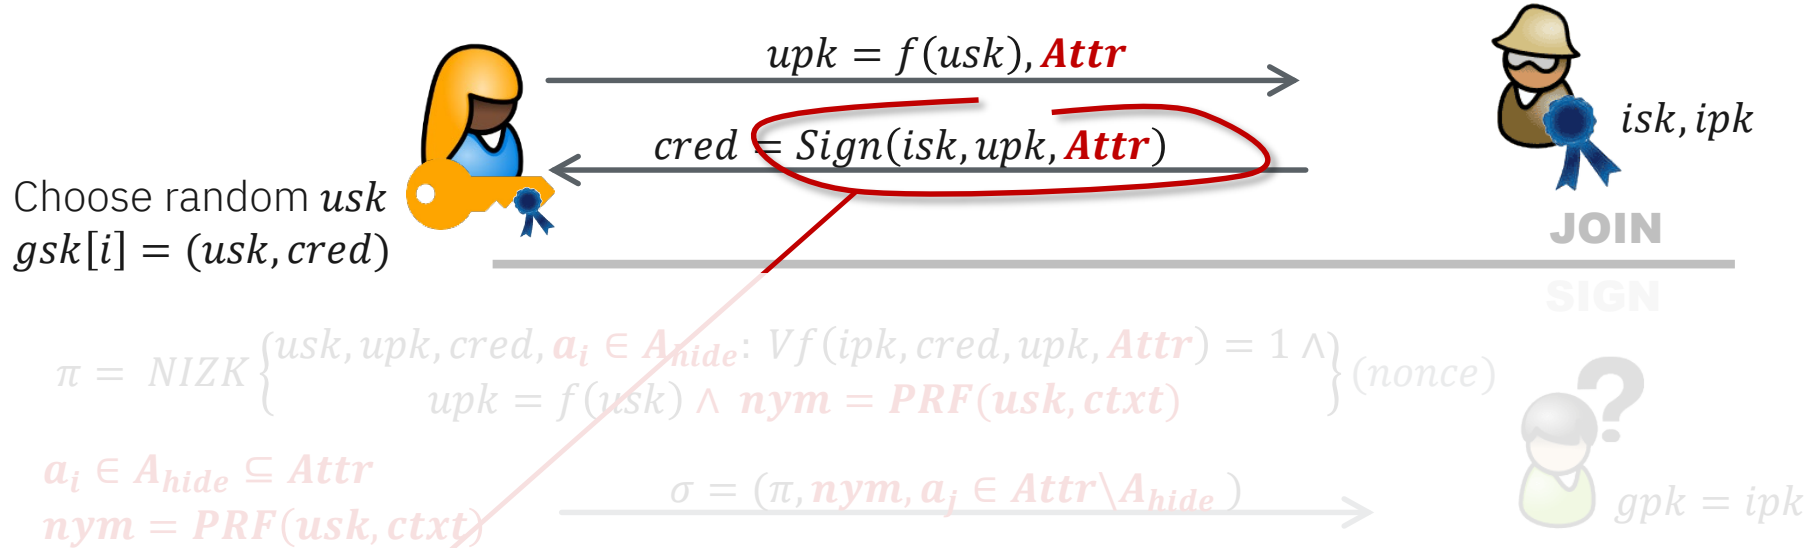 upk = f(usk), Attr
cred = Sign(isk, upk, Attr)
isk, ipk
Choose random usk
gsk[i] = (usk, cred)
JOIN
SIGN
π = NIZK {usk, upk, cred, a_i ∈ A_hide: Vf(ipk, cred, upk, Attr) = 1 ∧
upk = f(usk) ∧ nym = PRF(usk, ctxt)} (nonce)
?
a_i ∈ A_hide ⊆ Attr
nym = PRF(usk, ctxt)
σ = (π, nym, a_j ∈ Attr\A_hide )
gpk = ipk